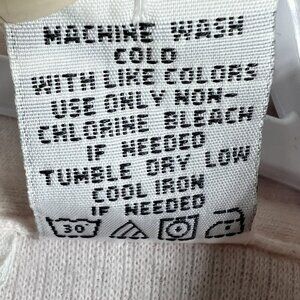 MACHINE WASH
COLD
WITH LIKE COLORS
USE ONLY NON-
CHLORINE BLEACH
IF NEEDED
TUMBLE DRY LOW
COOL IRON
IF NEEDED
30°